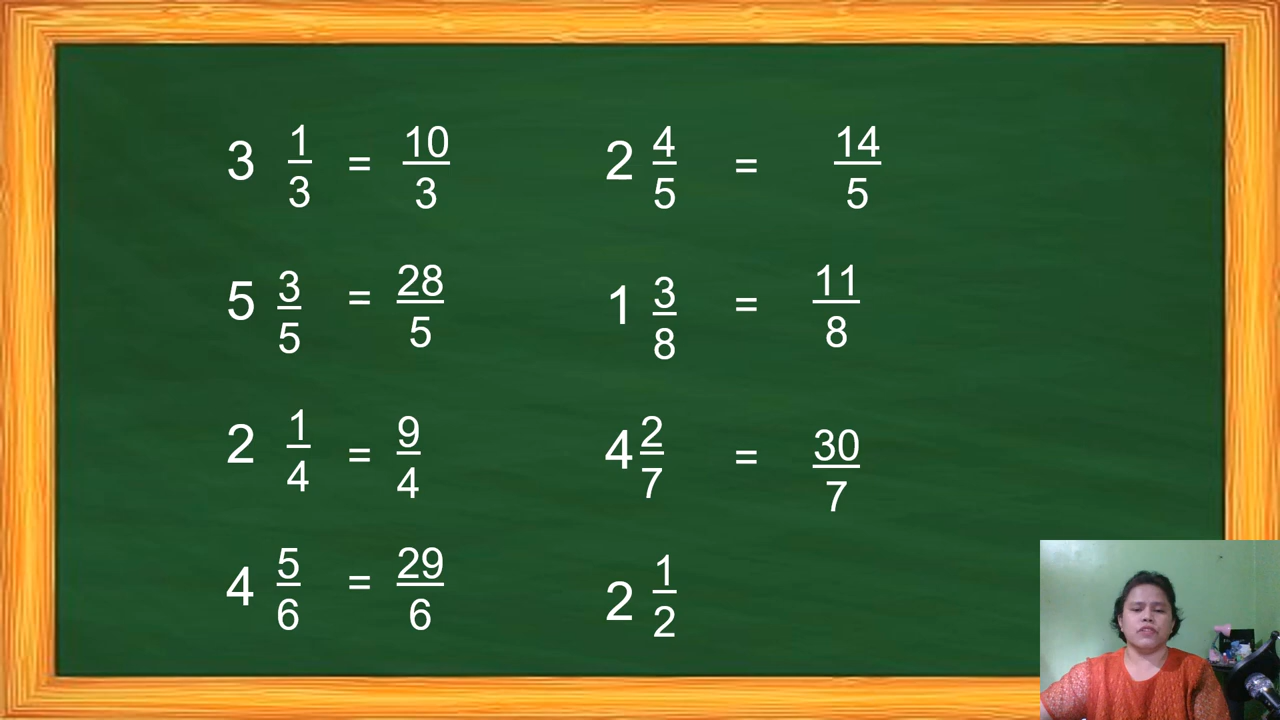 3 1/3 = 10/3
2 4/5 = 14/5
5 3/5 = 28/5
1 3/8 = 11/8
2 1/4 = 9/4
4 2/7 = 30/7
4 5/6 = 29/6
2 1/2